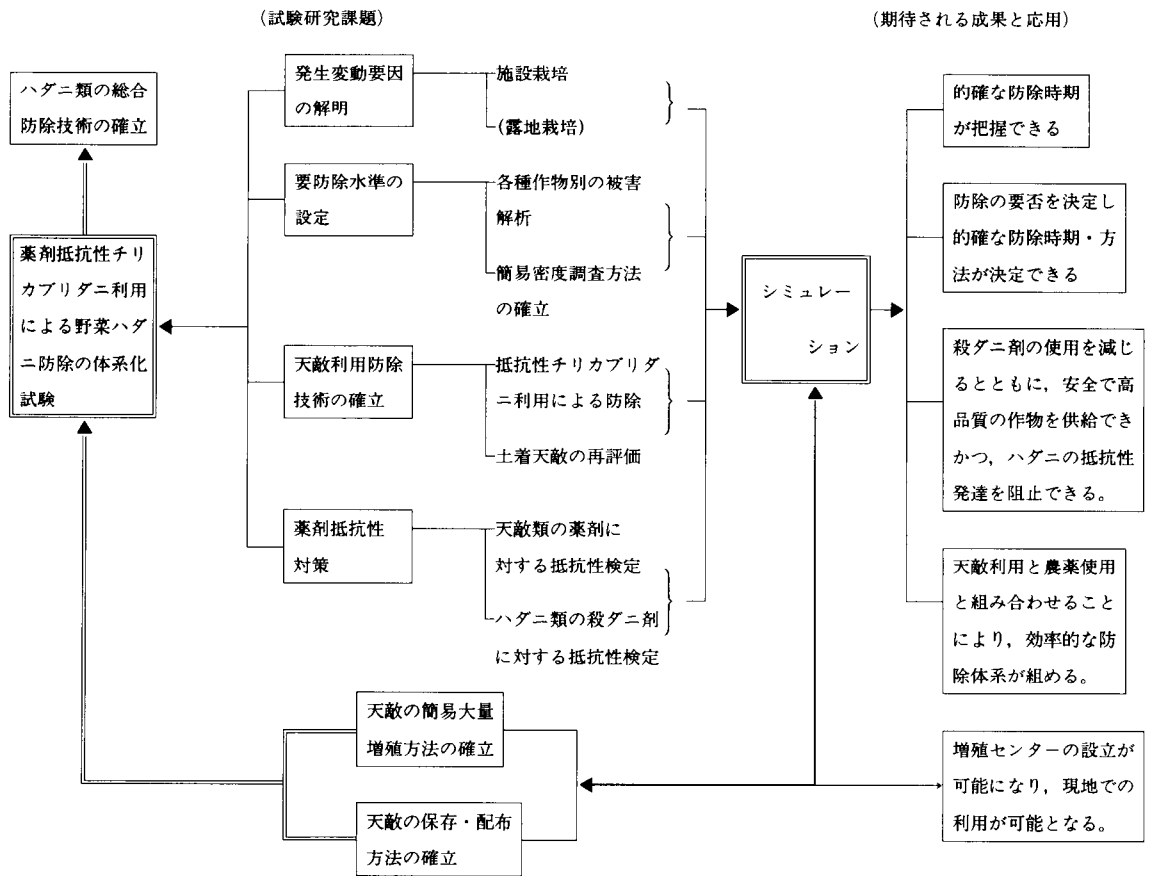 (試験研究課題)
(期待される成果と応用)
ハダニ類の総合
防除技術の確立
薬剤抵抗性チリ
カブリダニ利用
による野菜ハダ
ニ防除の体系化
試験
発生変動要因
の解明
施設栽培
(露地栽培)
要防除水準の
設定
各種作物別の被害
解析
簡易密度調査方法
の確立
天敵利用防除
技術の確立
抵抗性チリカブリダ
ニ利用による防除
土着天敵の再評価
薬剤抵抗性
対策
天敵類の薬剤に
対する抵抗性検定
ハダニ類の殺ダニ剤
に対する抵抗性検定
天敵の簡易大量
増殖方法の確立
天敵の保存・配布
方法の確立
シミュレー
ション
的確な防除時期
が把握できる
防除の要否を決定し
的確な防除時期・方
法が決定できる
殺ダニ剤の使用を減じ
るとともに，安全で高
品質の作物を供給でき
かつ，ハダニの抵抗性
発達を阻止できる。
天敵利用と農薬使用
と組み合わせること
により，効率的な防
除体系が組める。
増殖センターの設立が
可能になり，現地での
利用が可能となる。